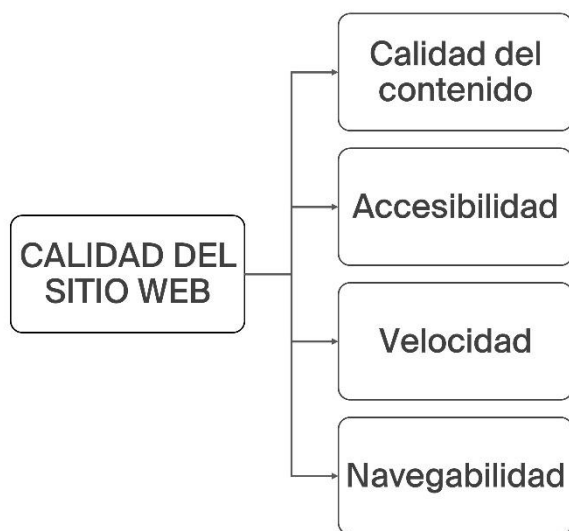 CALIDAD DEL
SITIO WEB
Calidad del
contenido
Accesibilidad
Velocidad
Navegabilidad